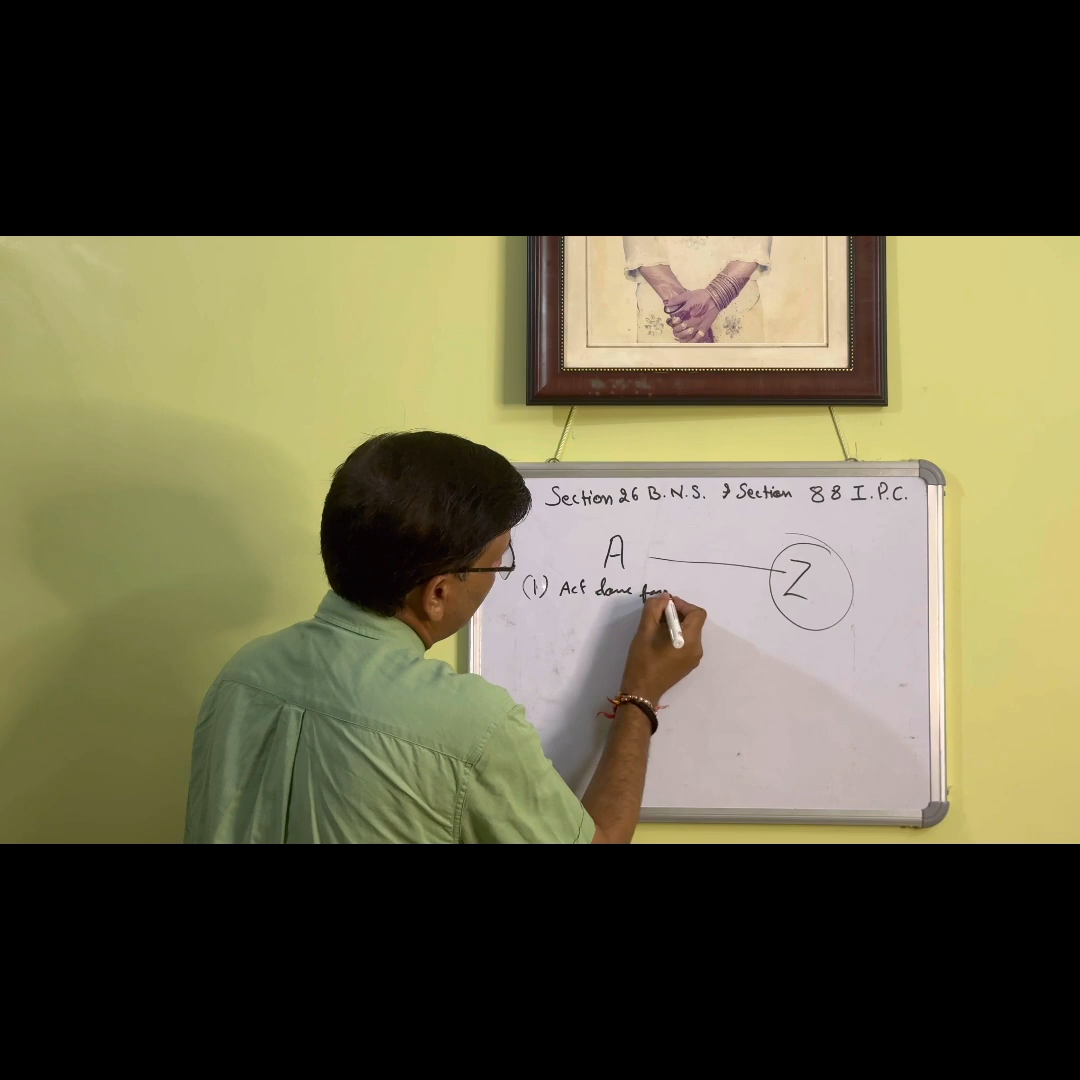 Section 26 B.N.S. & Section 88 I.P.C.
A Z
(1) Act done